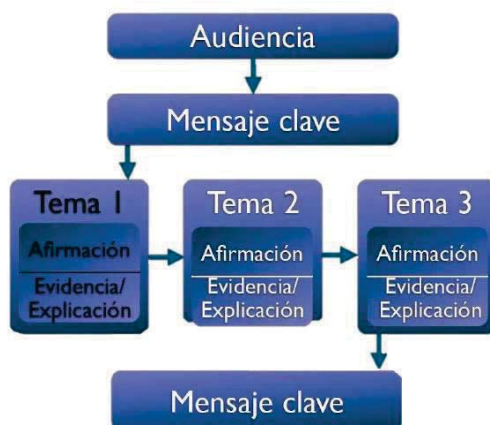 Audiencia
Mensaje clave
Tema 1
Afirmación
Evidencia/
Explicación
Tema 2
Afirmación
Evidencia/
Explicación
Tema 3
Afirmación
Evidencia/
Explicación
Mensaje clave